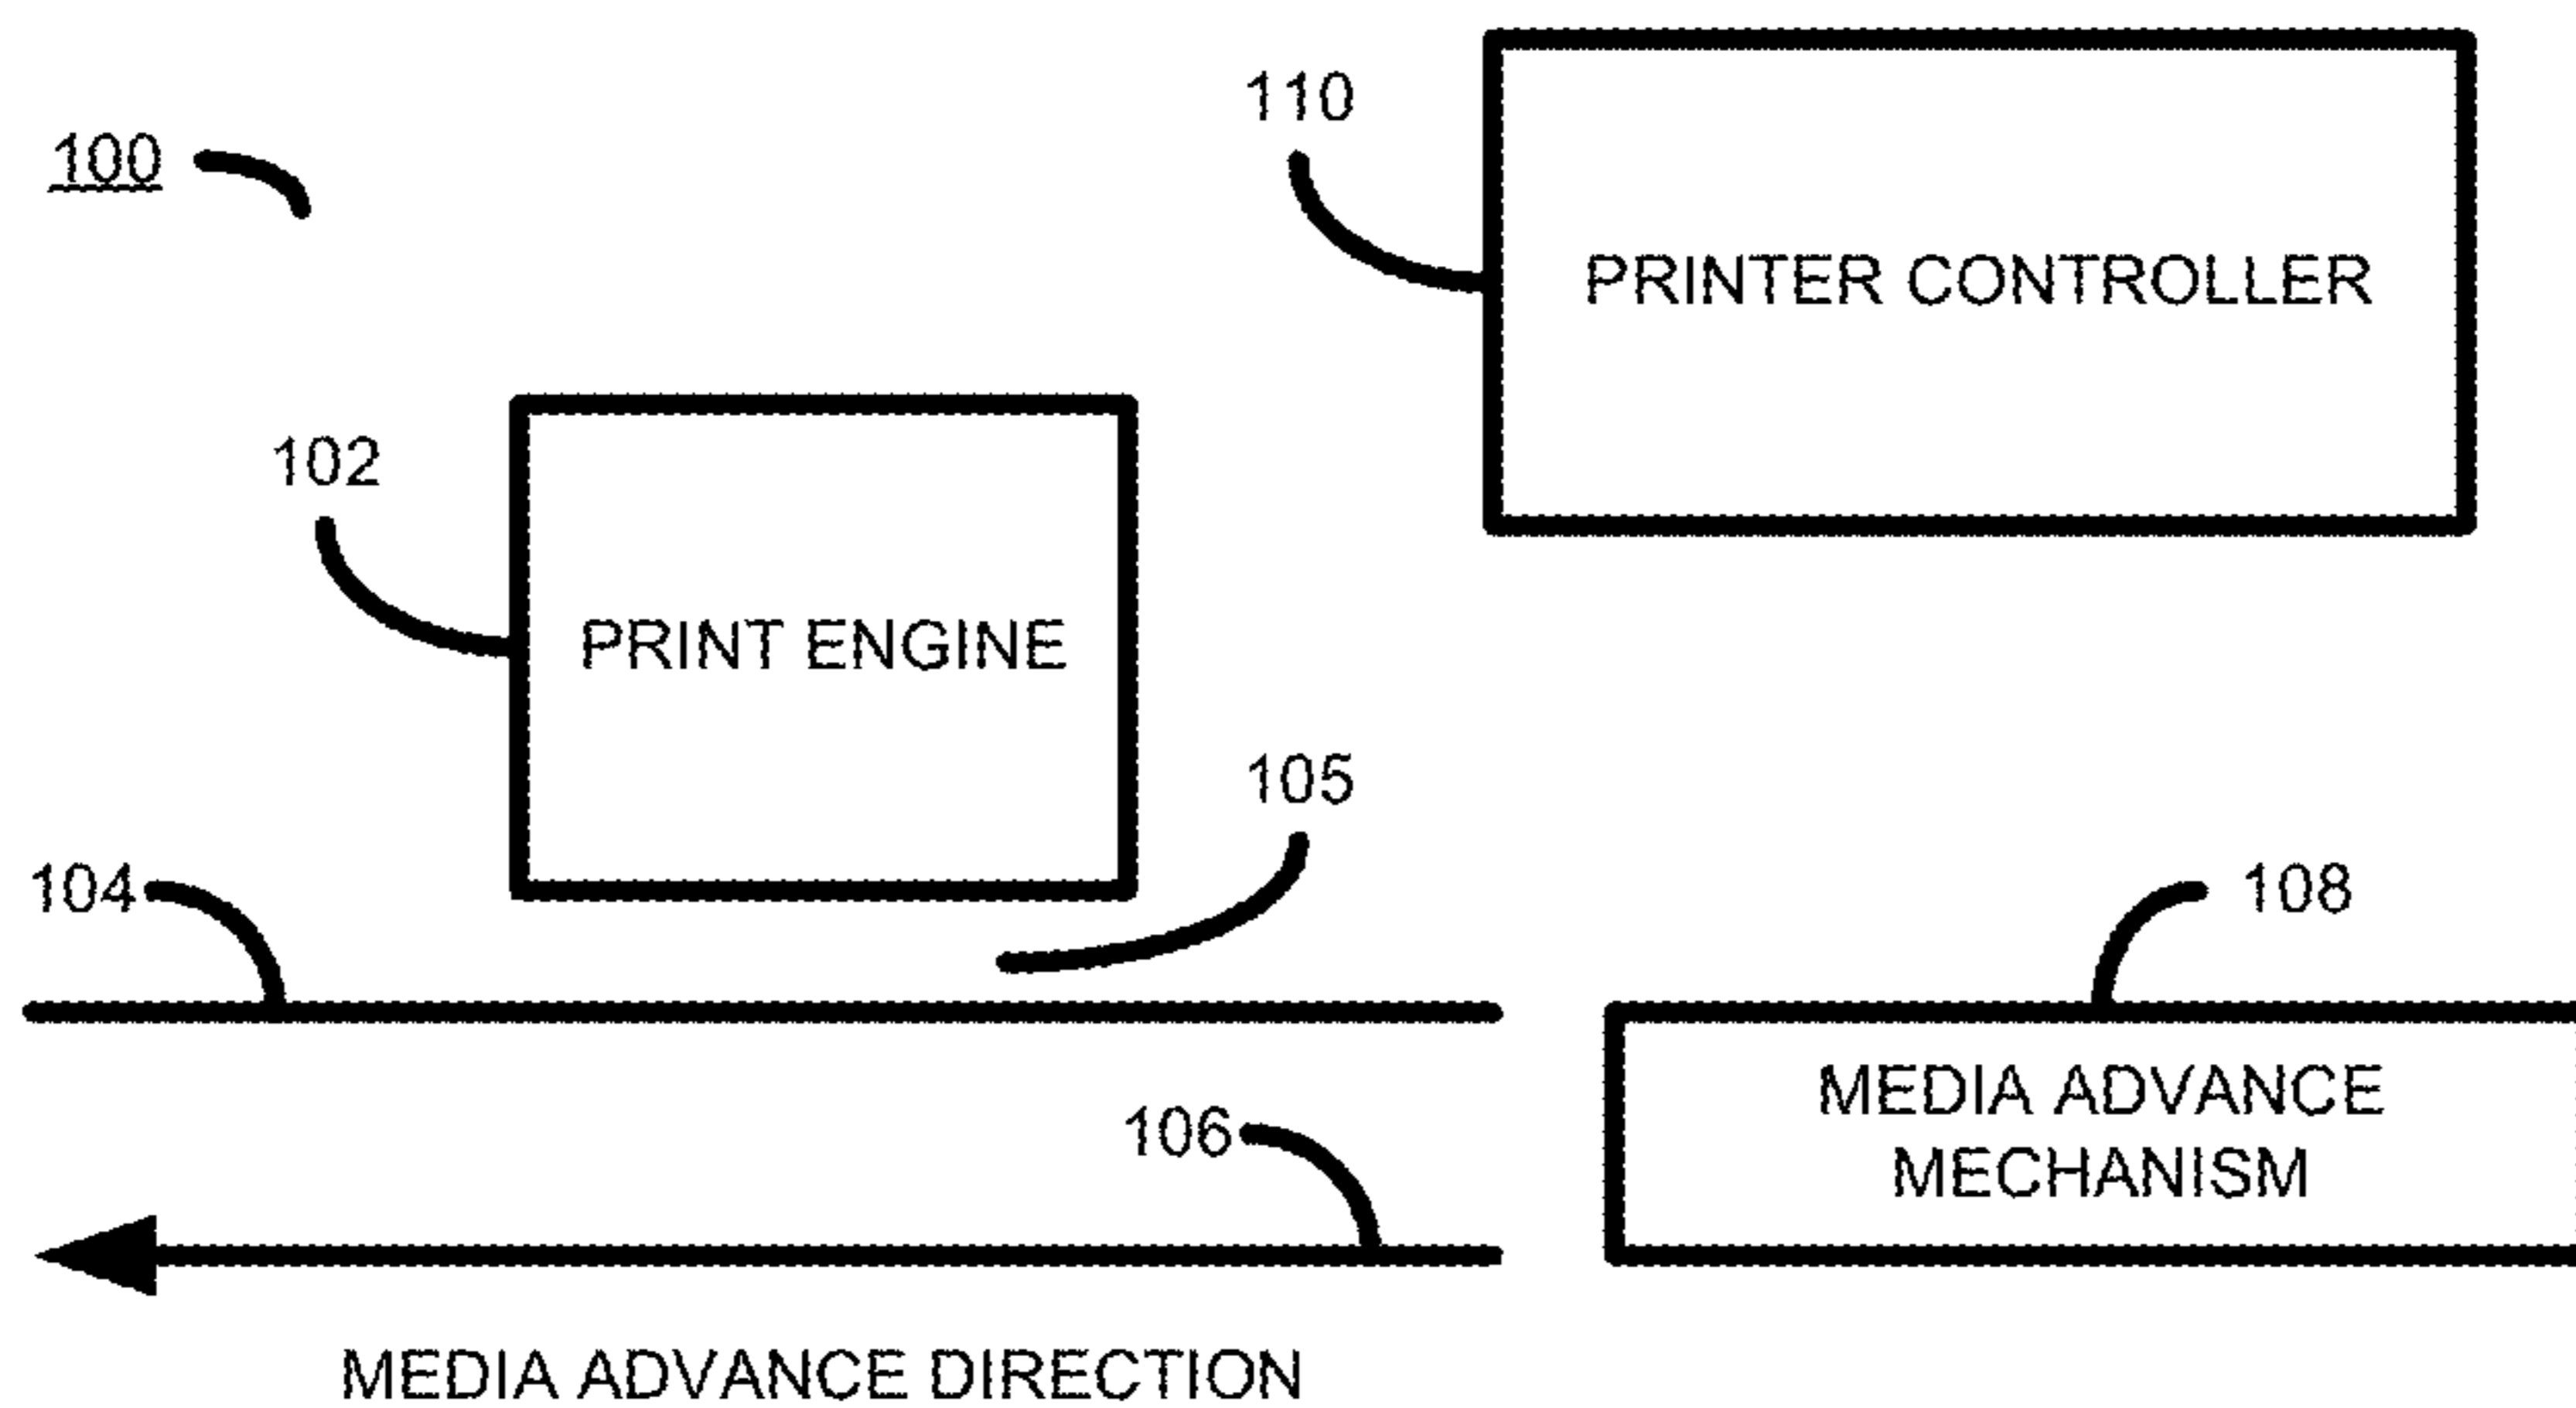 110
100
PRINTER CONTROLLER
102
PRINT ENGINE
105
104
108
MEDIA ADVANCE
MECHANISM
106
MEDIA ADVANCE DIRECTION